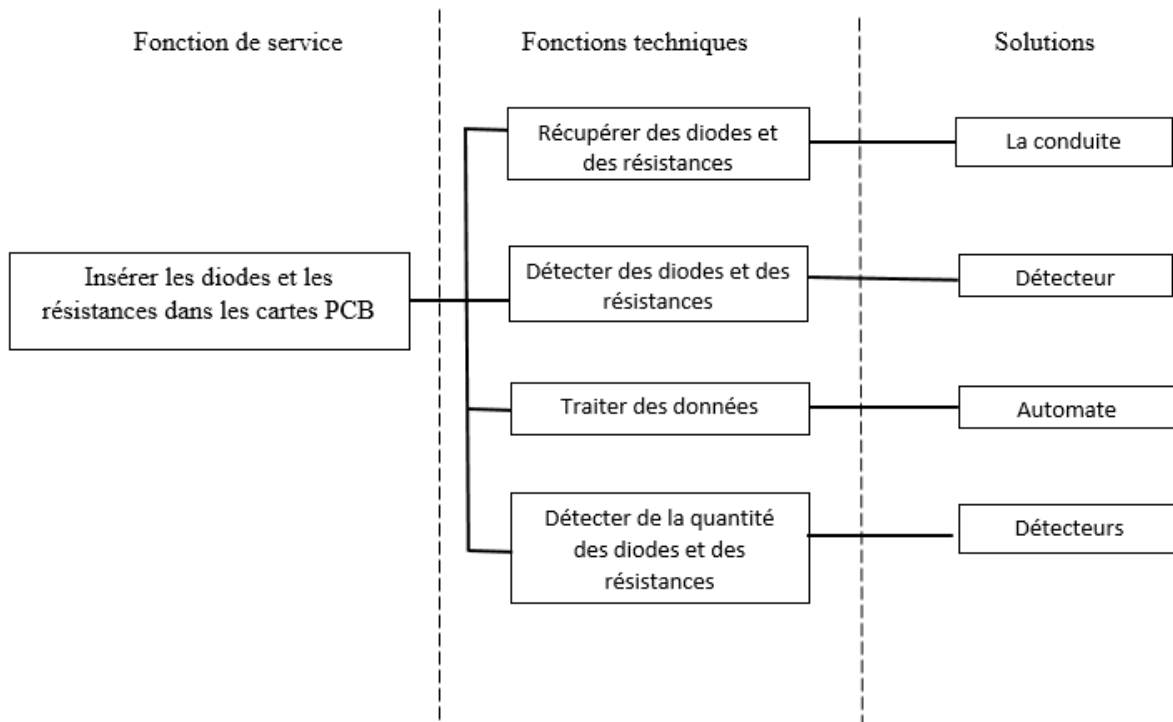 Fonction de service
Fonctions techniques
Solutions
Insérer les diodes et les
résistances dans les cartes PCB
Récupérer des diodes et
des résistances
La conduite
Détecter des diodes et des
résistances
Détecteur
Traiter des données
Automate
Détecter de la quantité
des diodes et des
résistances
Détecteurs